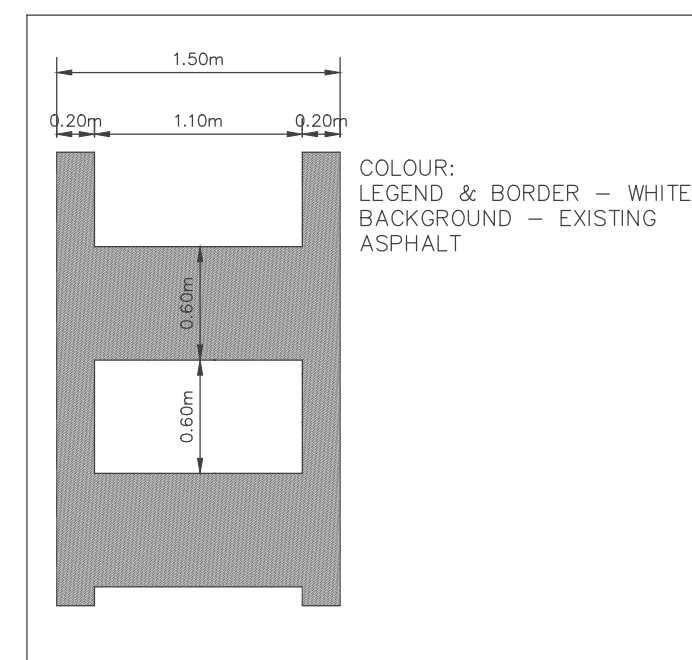 1.50m
0.20m 1.10m 0.20m
COLOUR:
LEGEND & BORDER – WHITE
BACKGROUND – EXISTING
ASPHALT
0.60m
0.60m